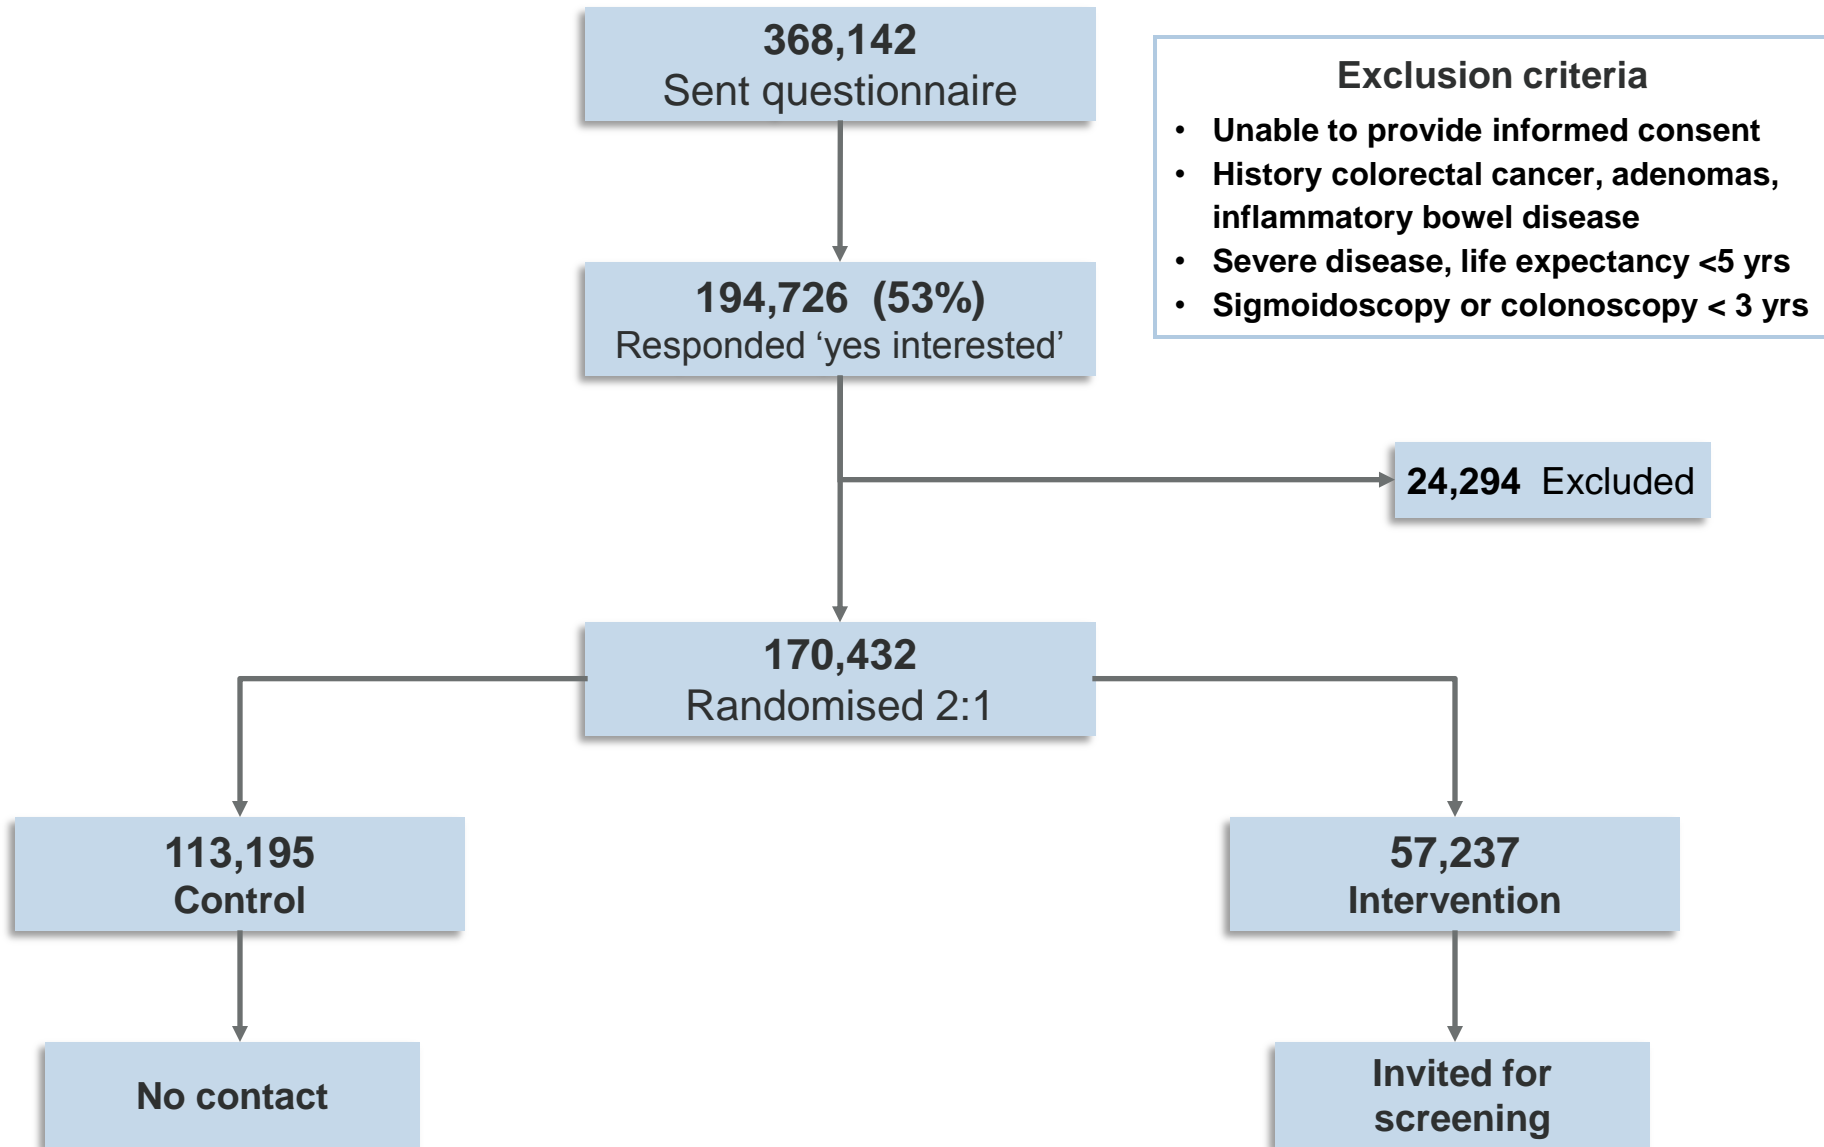 368,142
Sent questionnaire
Exclusion criteria
• Unable to provide informed consent
• History colorectal cancer, adenomas,
inflammatory bowel disease
• Severe disease, life expectancy <5 yrs
• Sigmoidoscopy or colonoscopy < 3 yrs
194,726 (53%)
Responded ‘yes interested’
24,294 Excluded
170,432
Randomised 2:1
113,195
Control
57,237
Intervention
No contact
Invited for
screening